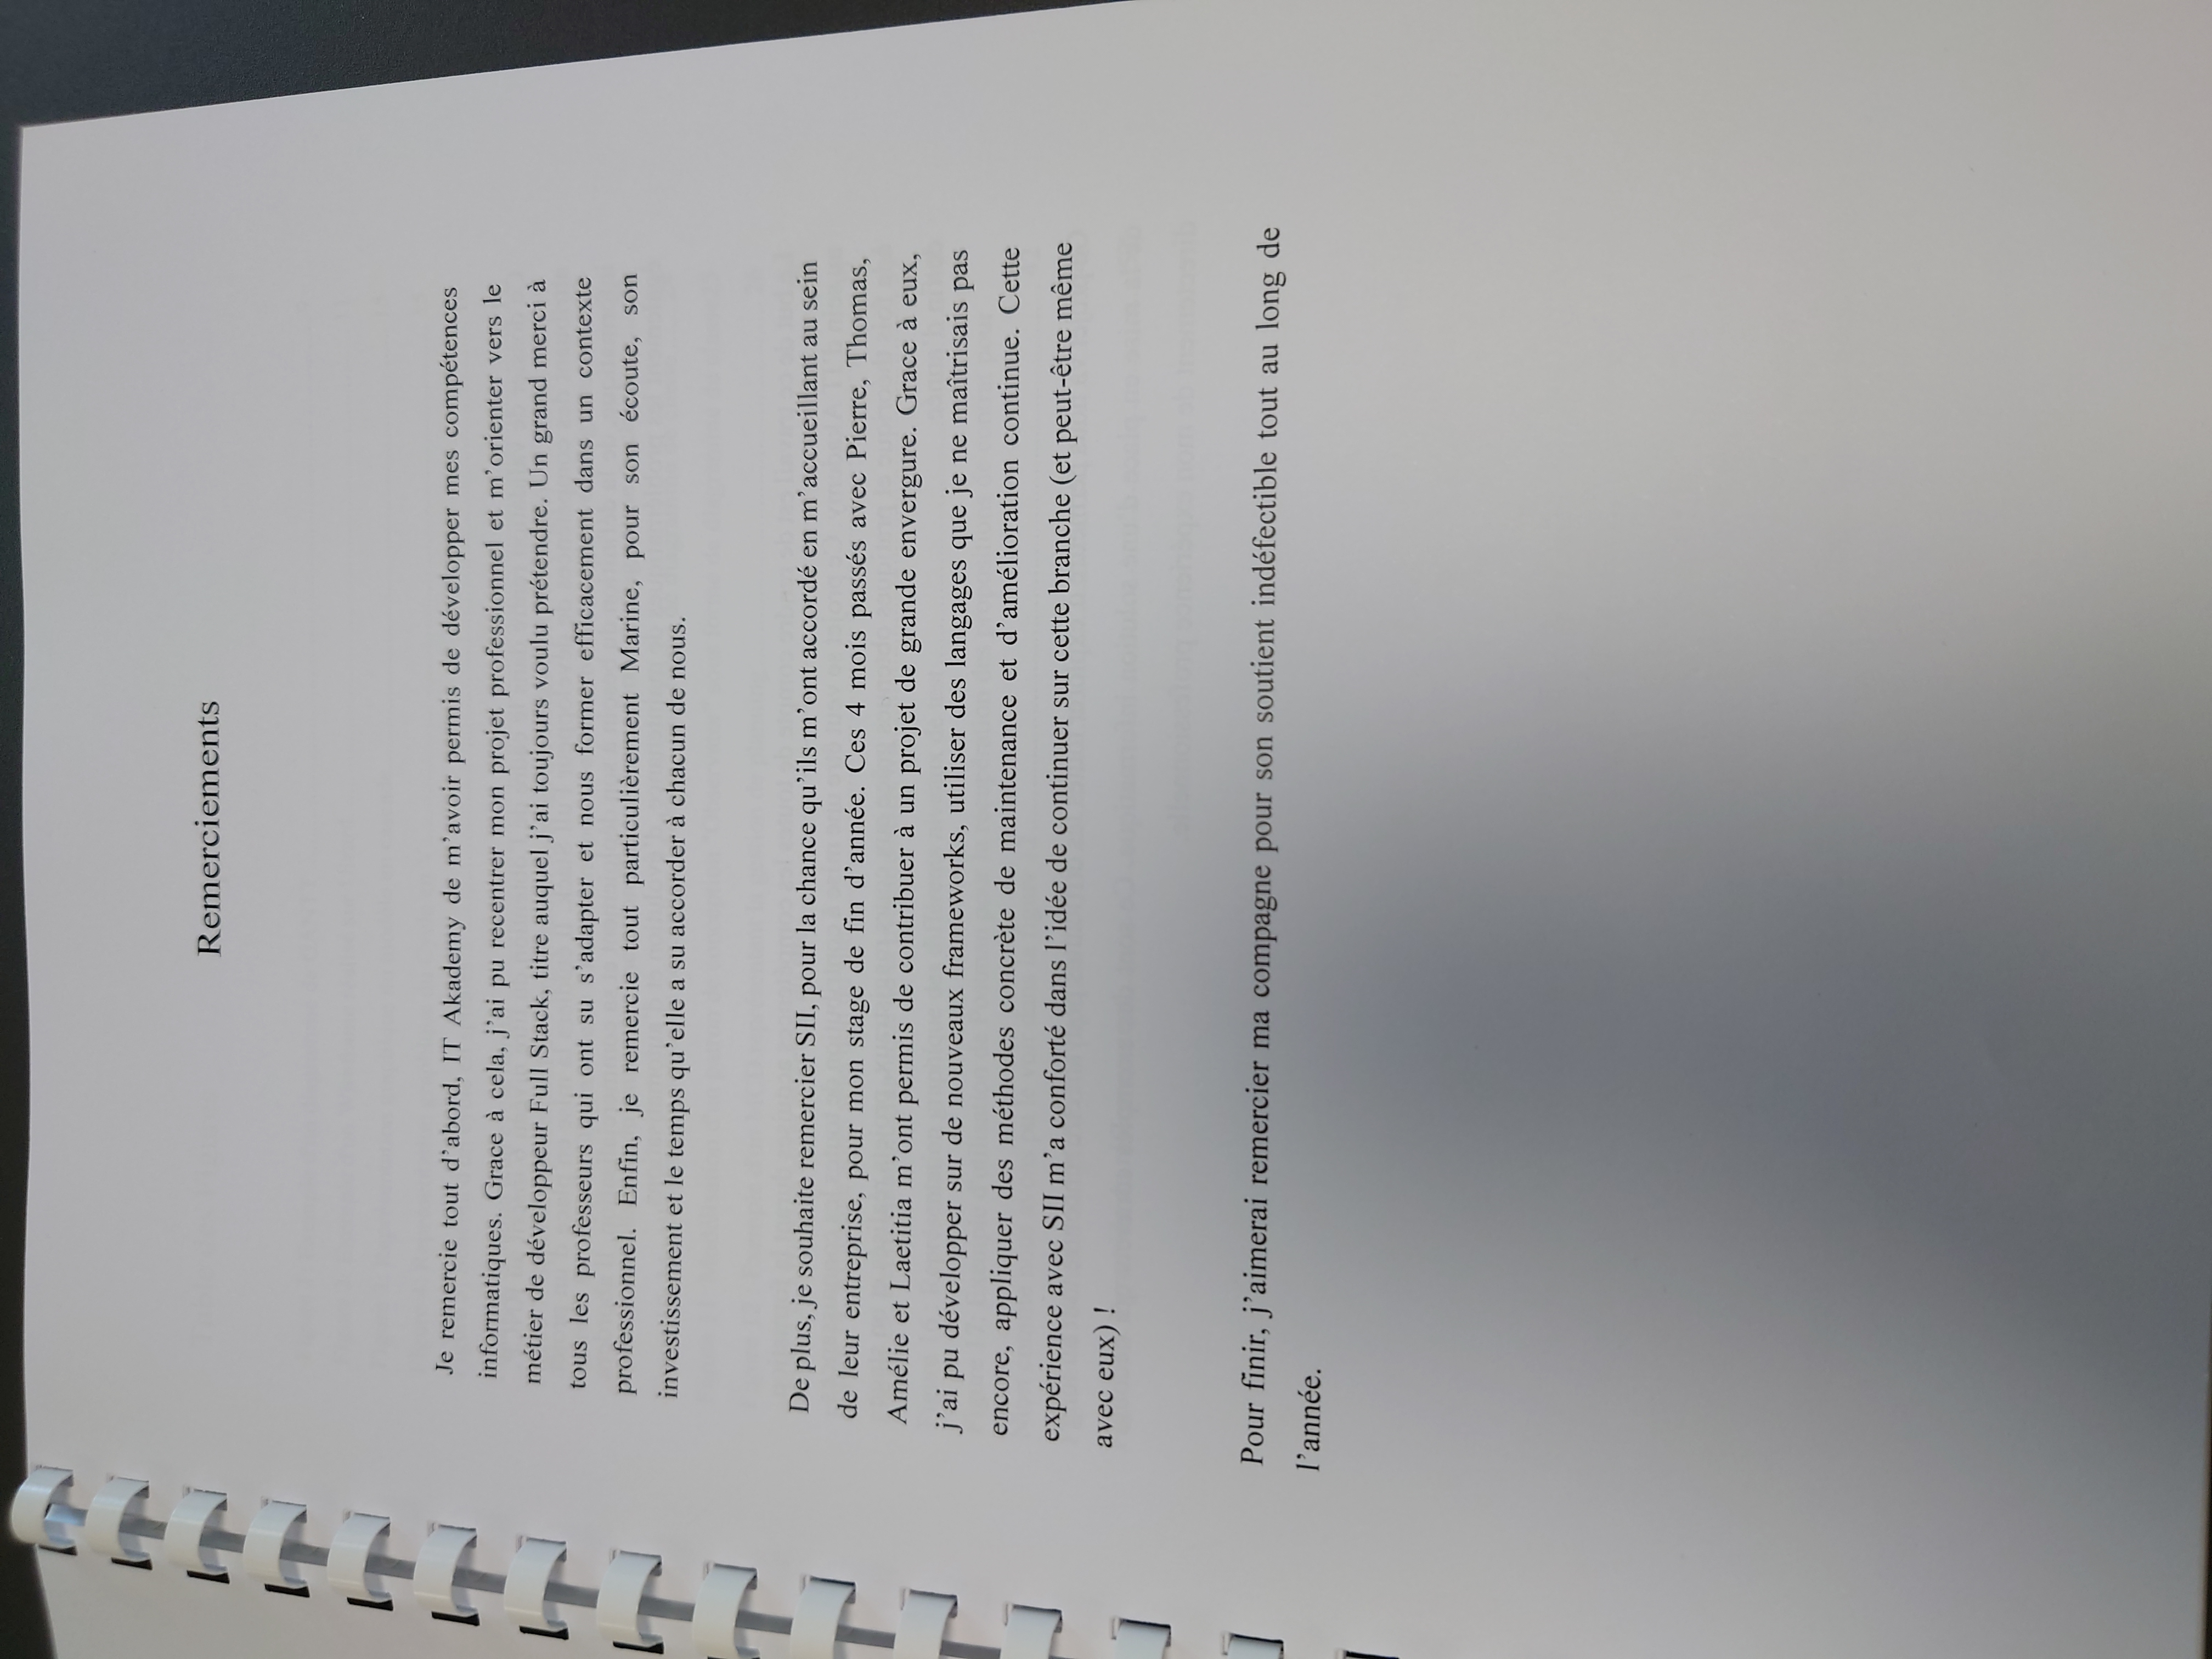 Remerciements
Je remercie tout d’abord, IT Akademy de m’avoir permis de développer mes compétences
informatiques. Grace à cela, j’ai pu recentrer mon projet professionnel et m’orienter vers le
métier de développeur Full Stack, titre auquel j’ai toujours voulu prétendre. Un grand merci à
tous les professeurs qui ont su s’adapter et nous former efficacement dans un contexte
professionnel. Enfin, je remercie tout particulièrement Marine, pour son écoute, son
investissement et le temps qu’elle a su accorder à chacun de nous.
De plus, je souhaite remercier SII, pour la chance qu’ils m’ont accordé en m’accueillant au sein
de leur entreprise, pour mon stage de fin d’année. Ces 4 mois passés avec Pierre, Thomas,
Amélie et Laetitia m’ont permis de contribuer à un projet de grande envergure. Grace à eux,
j’ai pu développer sur de nouveaux frameworks, utiliser des langages que je ne maîtrisais pas
encore, appliquer des méthodes concrète de maintenance et d’amélioration continue. Cette
expérience avec SII m’a conforté dans l’idée de continuer sur cette branche (et peut-être même
avec eux) !
Pour finir, j’aimerai remercier ma compagne pour son soutient indéfectible tout au long de
l’année.